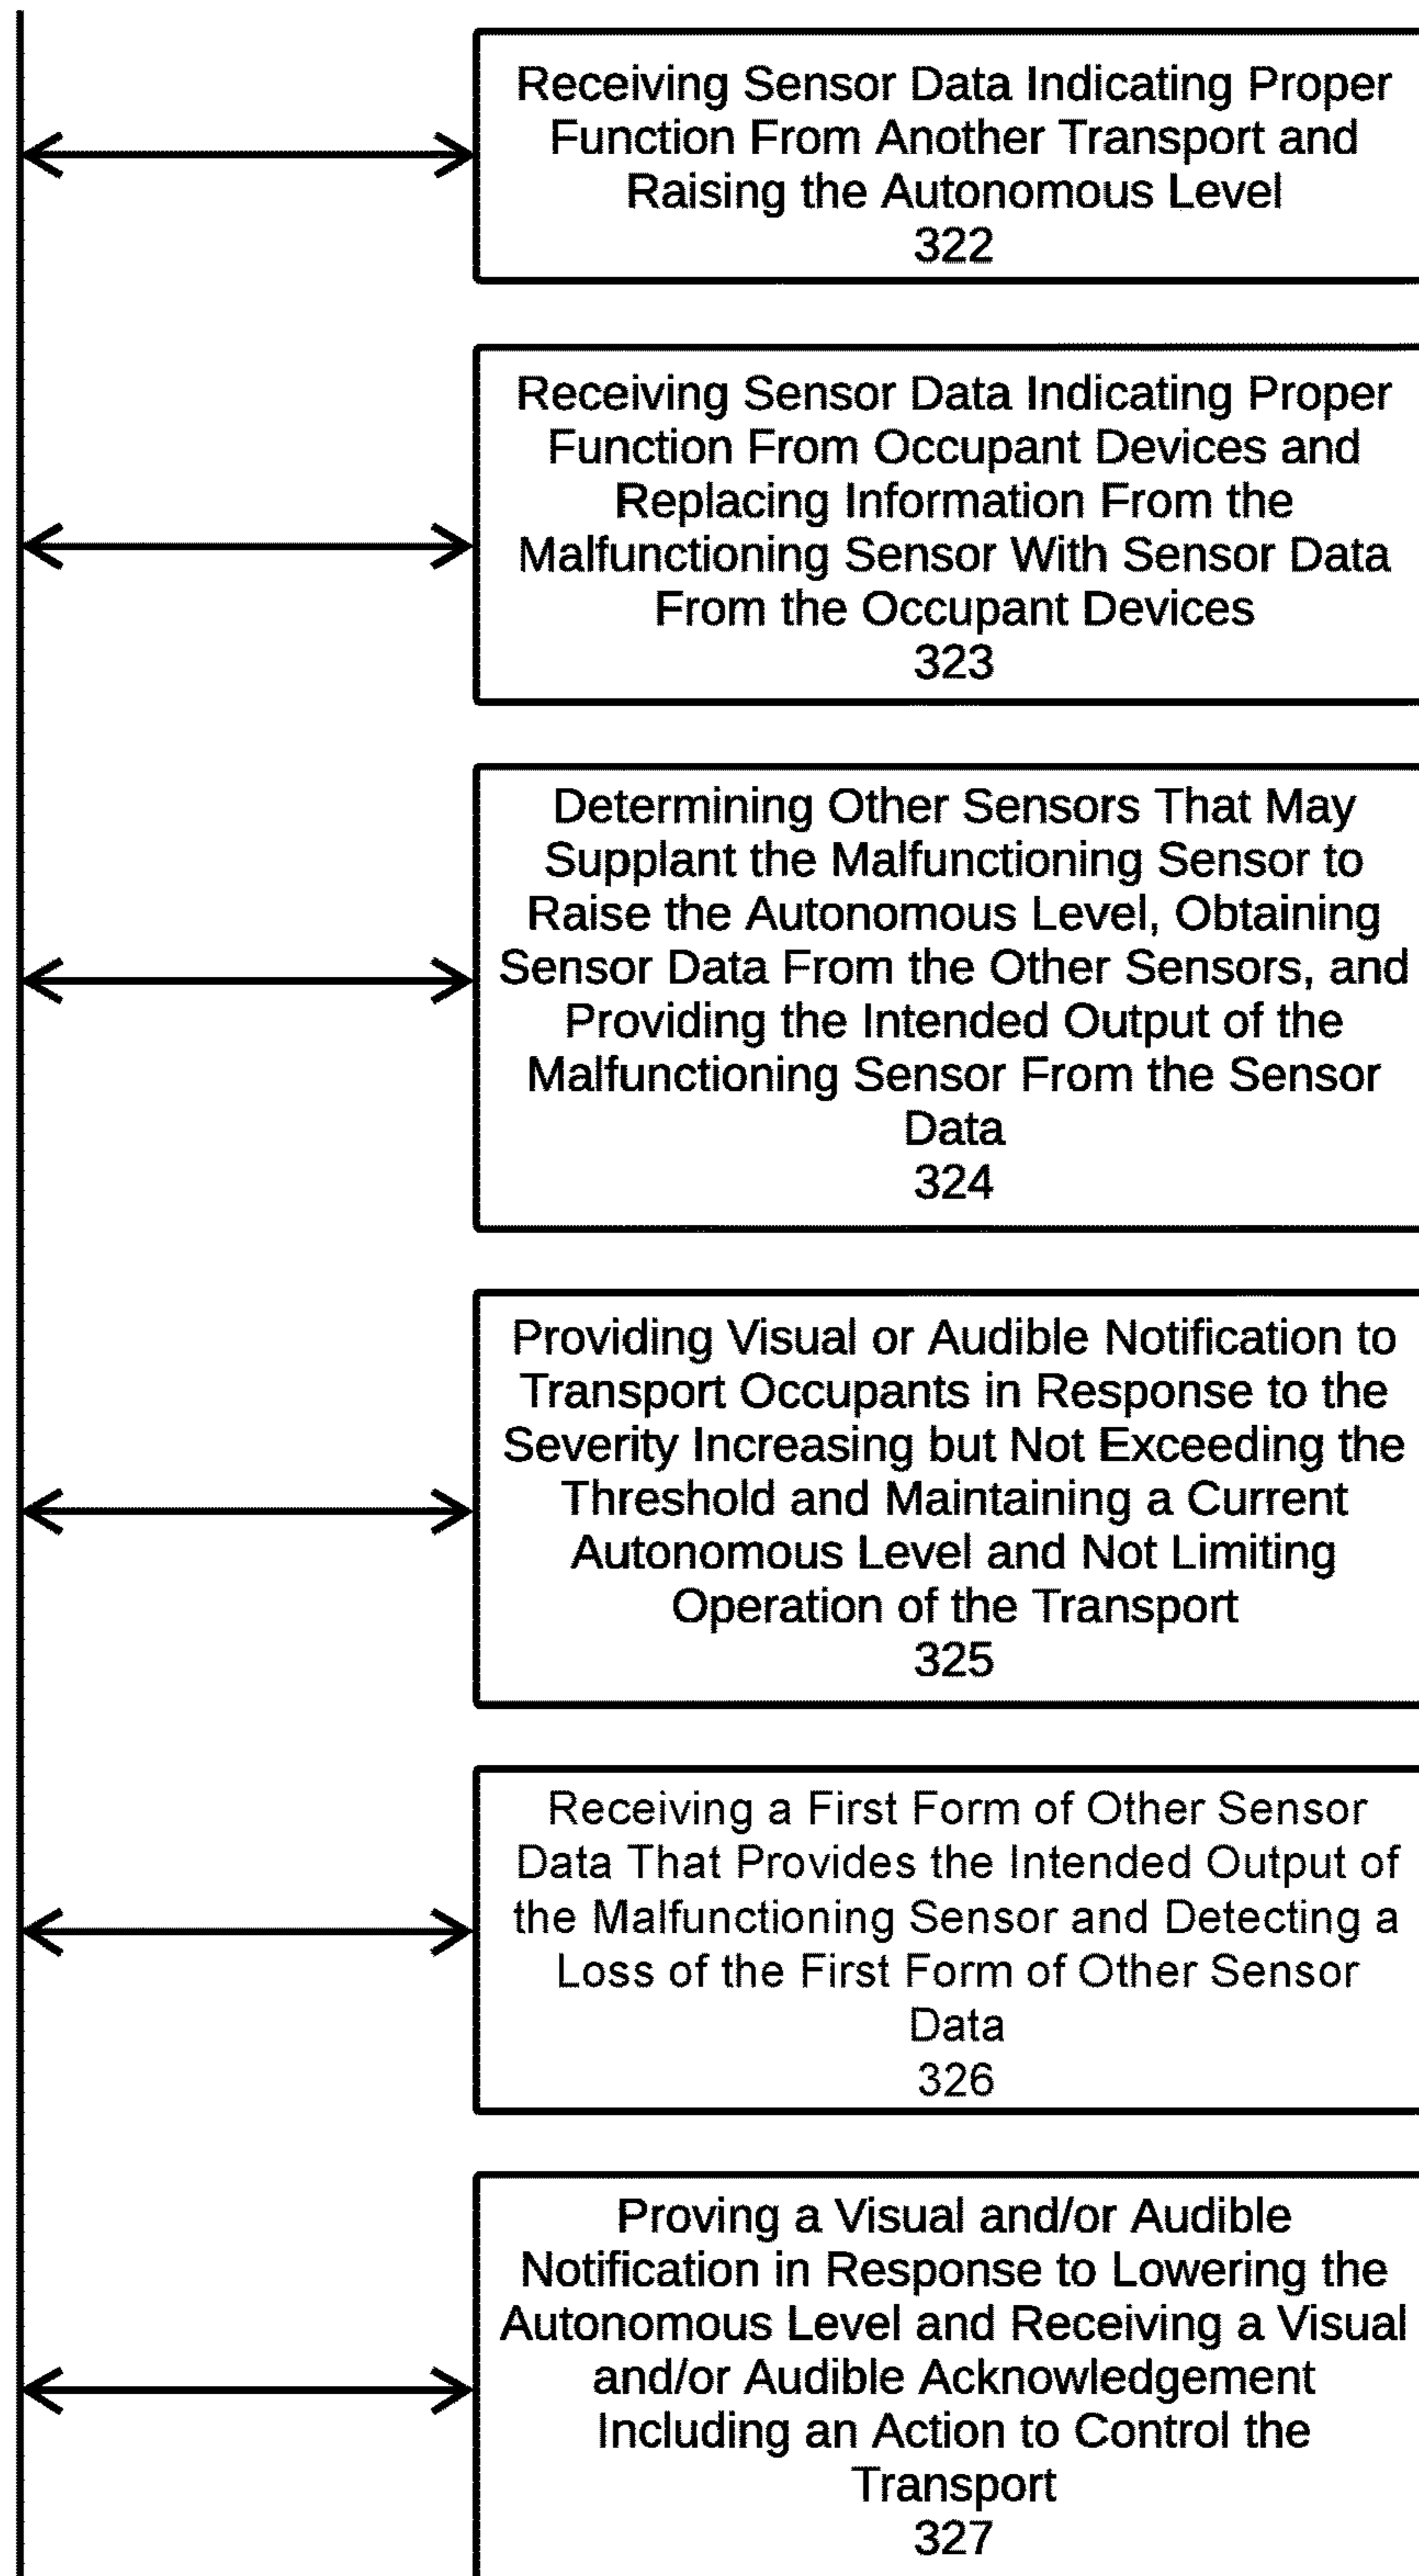 Receiving Sensor Data Indicating Proper
Function From Another Transport and
Raising the Autonomous Level
322
Receiving Sensor Data Indicating Proper
Function From Occupant Devices and
Replacing Information From the
Malfunctioning Sensor With Sensor Data
From the Occupant Devices
323
Determining Other Sensors That May
Supplant the Malfunctioning Sensor to
Raise the Autonomous Level, Obtaining
Sensor Data From the Other Sensors, and
Providing the Intended Output of the
Malfunctioning Sensor From the Sensor
Data
324
Providing Visual or Audible Notification to
Transport Occupants in Response to the
Severity Increasing but Not Exceeding the
Threshold and Maintaining a Current
Autonomous Level and Not Limiting
Operation of the Transport
325
Receiving a First Form of Other Sensor
Data That Provides the Intended Output of
the Malfunctioning Sensor and Detecting a
Loss of the First Form of Other Sensor
Data
326
Proving a Visual and/or Audible
Notification in Response to Lowering the
Autonomous Level and Receiving a Visual
and/or Audible Acknowledgement
Including an Action to Control the
Transport
327